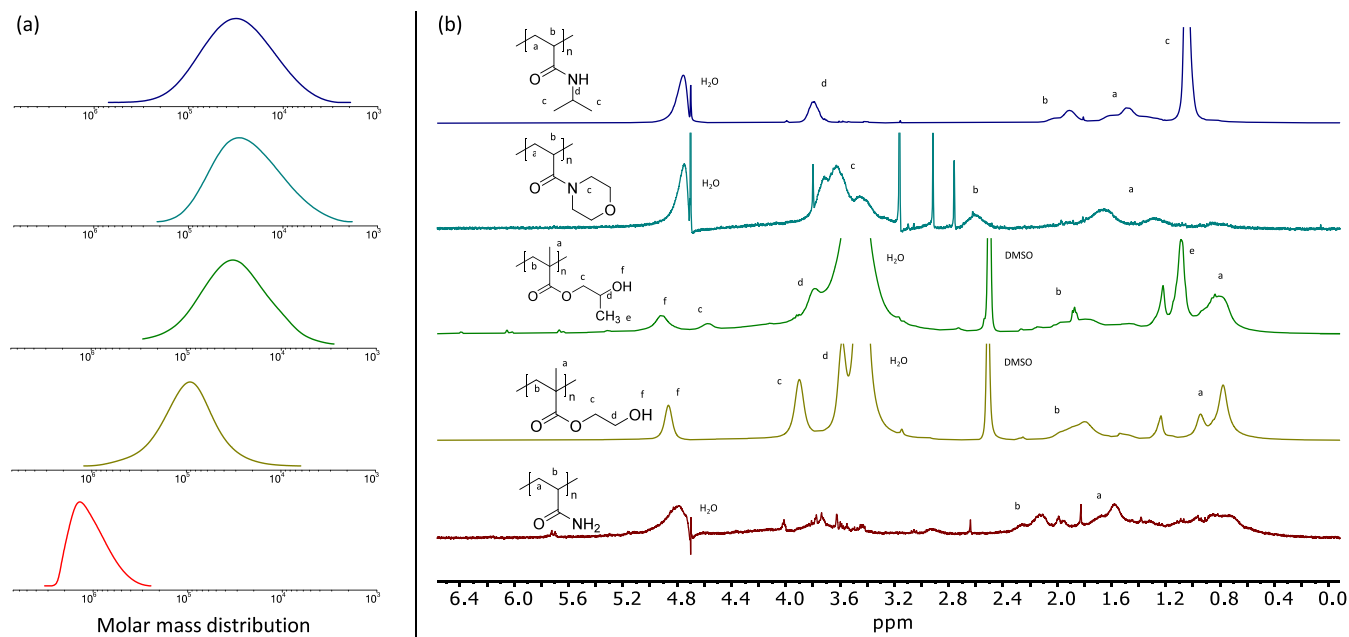 (a)
10⁶ 10⁵ 10⁴ 10³
10⁶ 10⁵ 10⁴ 10³
10⁶ 10⁵ 10⁴ 10³
10⁶ 10⁵ 10⁴ 10³
10⁶ 10⁵ 10⁴ 10³
Molar mass distribution
(b)
b
a
n
O
NH
d
c
c
H₂O
d
b
a
c
b
a
n
O
N
c
O
H₂O
c
b
a
a
b
n
c
f
O
O
OH
d
CH₃
e
f
c
d
H₂O
DMSO
b
e
a
a
b
n
c
f
O
O
d
OH
f
c
d
H₂O
DMSO
b
a
b
a
n
O
NH₂
H₂O
b
a
6.4 6.0 5.6 5.2 4.8 4.4 4.0 3.6 3.2 2.8 2.4 2.0 1.6 1.2 0.8 0.4 0.0
ppm